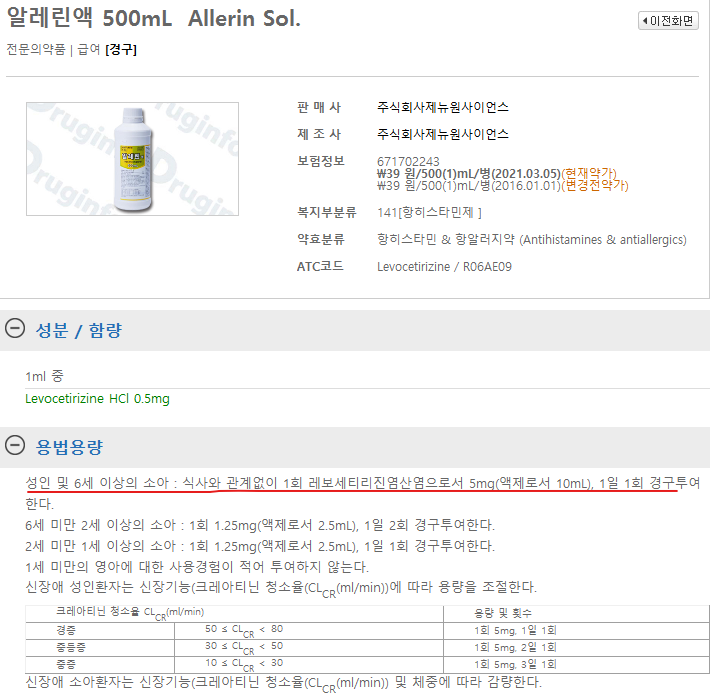 알레린액 500mL Allerin Sol.
이전화면
전문의약품 | 급여 [경구]
판 매 사 주식회사제뉴원사이언스
제 조 사 주식회사제뉴원사이언스
보험정보 671702243
₩39 원/500(1)mL/병(2021.03.05)(현재약가)
₩39 원/500(1)mL/병(2016.01.01)(변경전약가)
복지부분류 141[항히스타민제 ]
약효분류 항히스타민 & 항알러지약 (Antihistamines & antiallergics)
ATC코드 Levocetirizine / R06AE09
Druginfo
성분 / 함량
1ml 중
Levocetirizine HCl 0.5mg
용법용량
성인 및 6세 이상의 소아 : 식사와 관계없이 1회 레보세티리진염산염으로서 5mg(액제로서 10mL), 1일 1회 경구투여
한다.
6세 미만 2세 이상의 소아 : 1회 1.25mg(액제로서 2.5mL), 1일 2회 경구투여한다.
2세 미만 1세 이상의 소아 : 1회 1.25mg(액제로서 2.5mL), 1일 1회 경구투여한다.
1세 미만의 영아에 대한 사용경험이 적어 투여하지 않는다.
신장애 성인환자는 신장기능(크레아티닌 청소율(CLCR(ml/min))에 따라 용량을 조절한다.
크레아티닌 청소율 CLCR(ml/min) 용량 및 횟수
경증 50 ≤ CLCR < 80 1회 5mg, 1일 1회
중등증 30 ≤ CLCR < 50 1회 5mg, 2일 1회
중증 10 ≤ CLCR < 30 1회 5mg, 3일 1회
신장애 소아환자는 신장기능(크레아티닌 청소율(CLCR(ml/min)) 및 체중에 따라 감량한다.